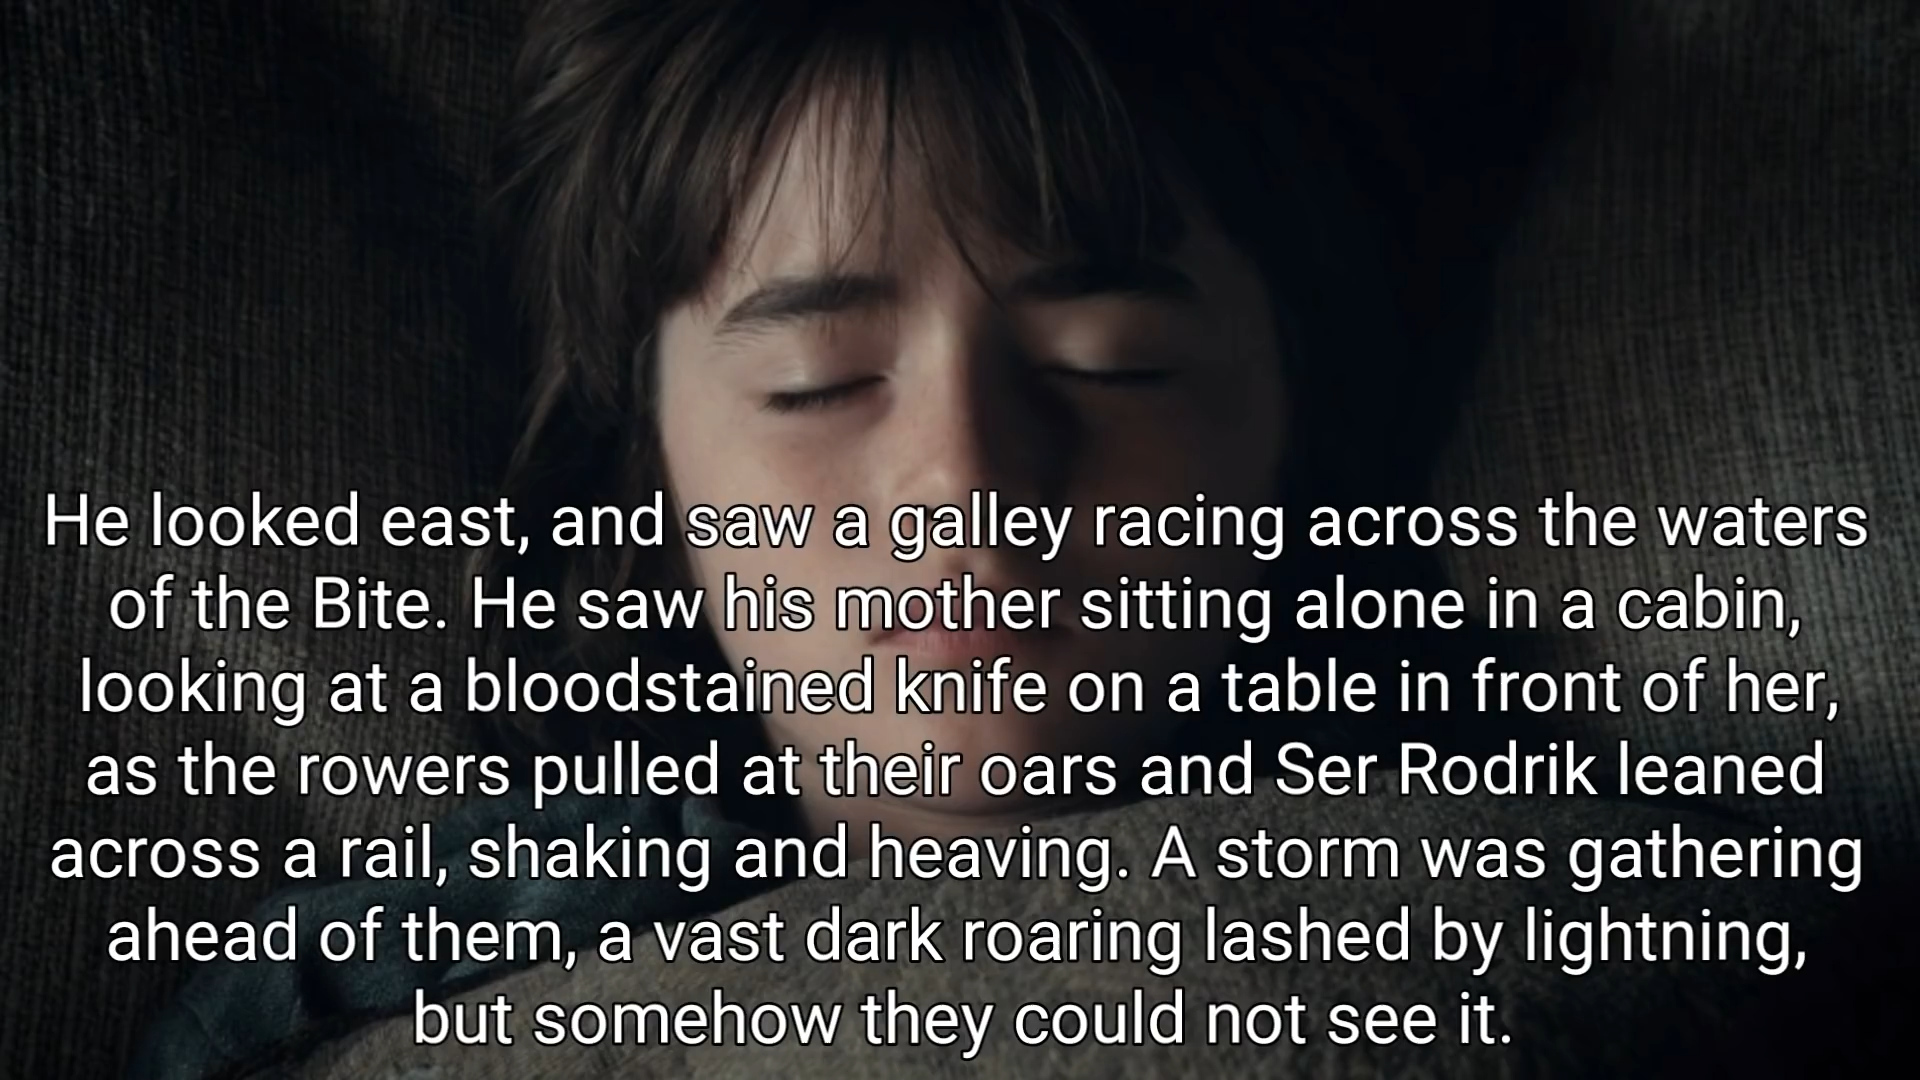 He looked east, and saw a galley racing across the waters
of the Bite. He saw his mother sitting alone in a cabin,
looking at a bloodstained knife on a table in front of her,
as the rowers pulled at their oars and Ser Rodrik leaned
across a rail, shaking and heaving. A storm was gathering
ahead of them, a vast dark roaring lashed by lightning,
but somehow they could not see it.